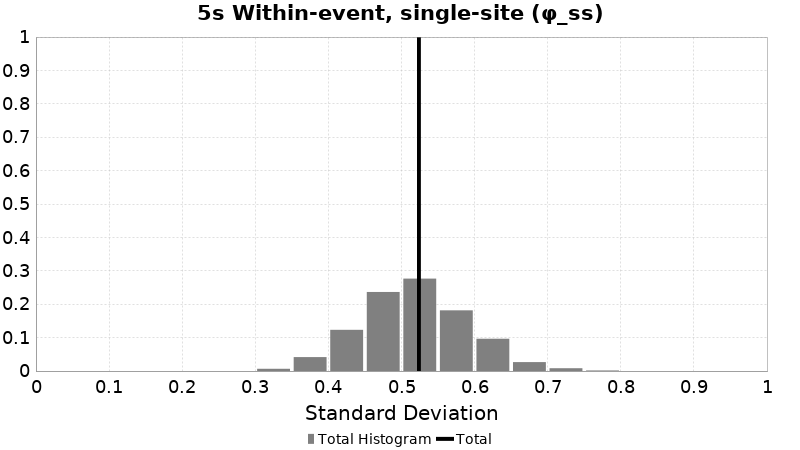 5s Within-event, single-site (φ_ss)
1
0.9
0.8
0.7
0.6
0.5
0.4
0.3
0.2
0.1
0
0 0.1 0.2 0.3 0.4 0.5 0.6 0.7 0.8 0.9 1
Standard Deviation
Total Histogram Total